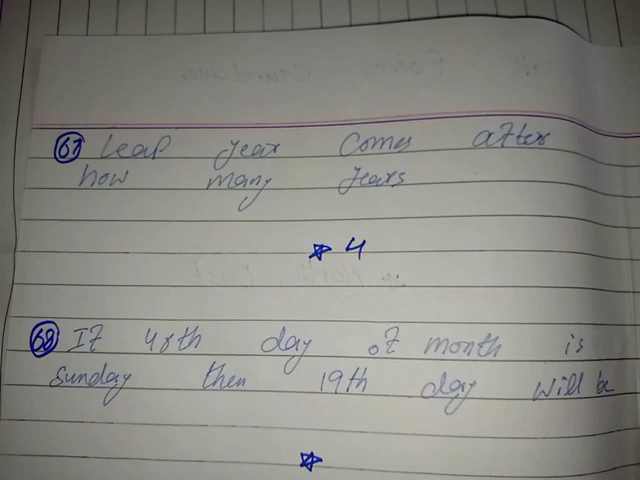 67 Leap year comes after
how many years
4
68 If 4th day of month is
Sunday then 19th day will be